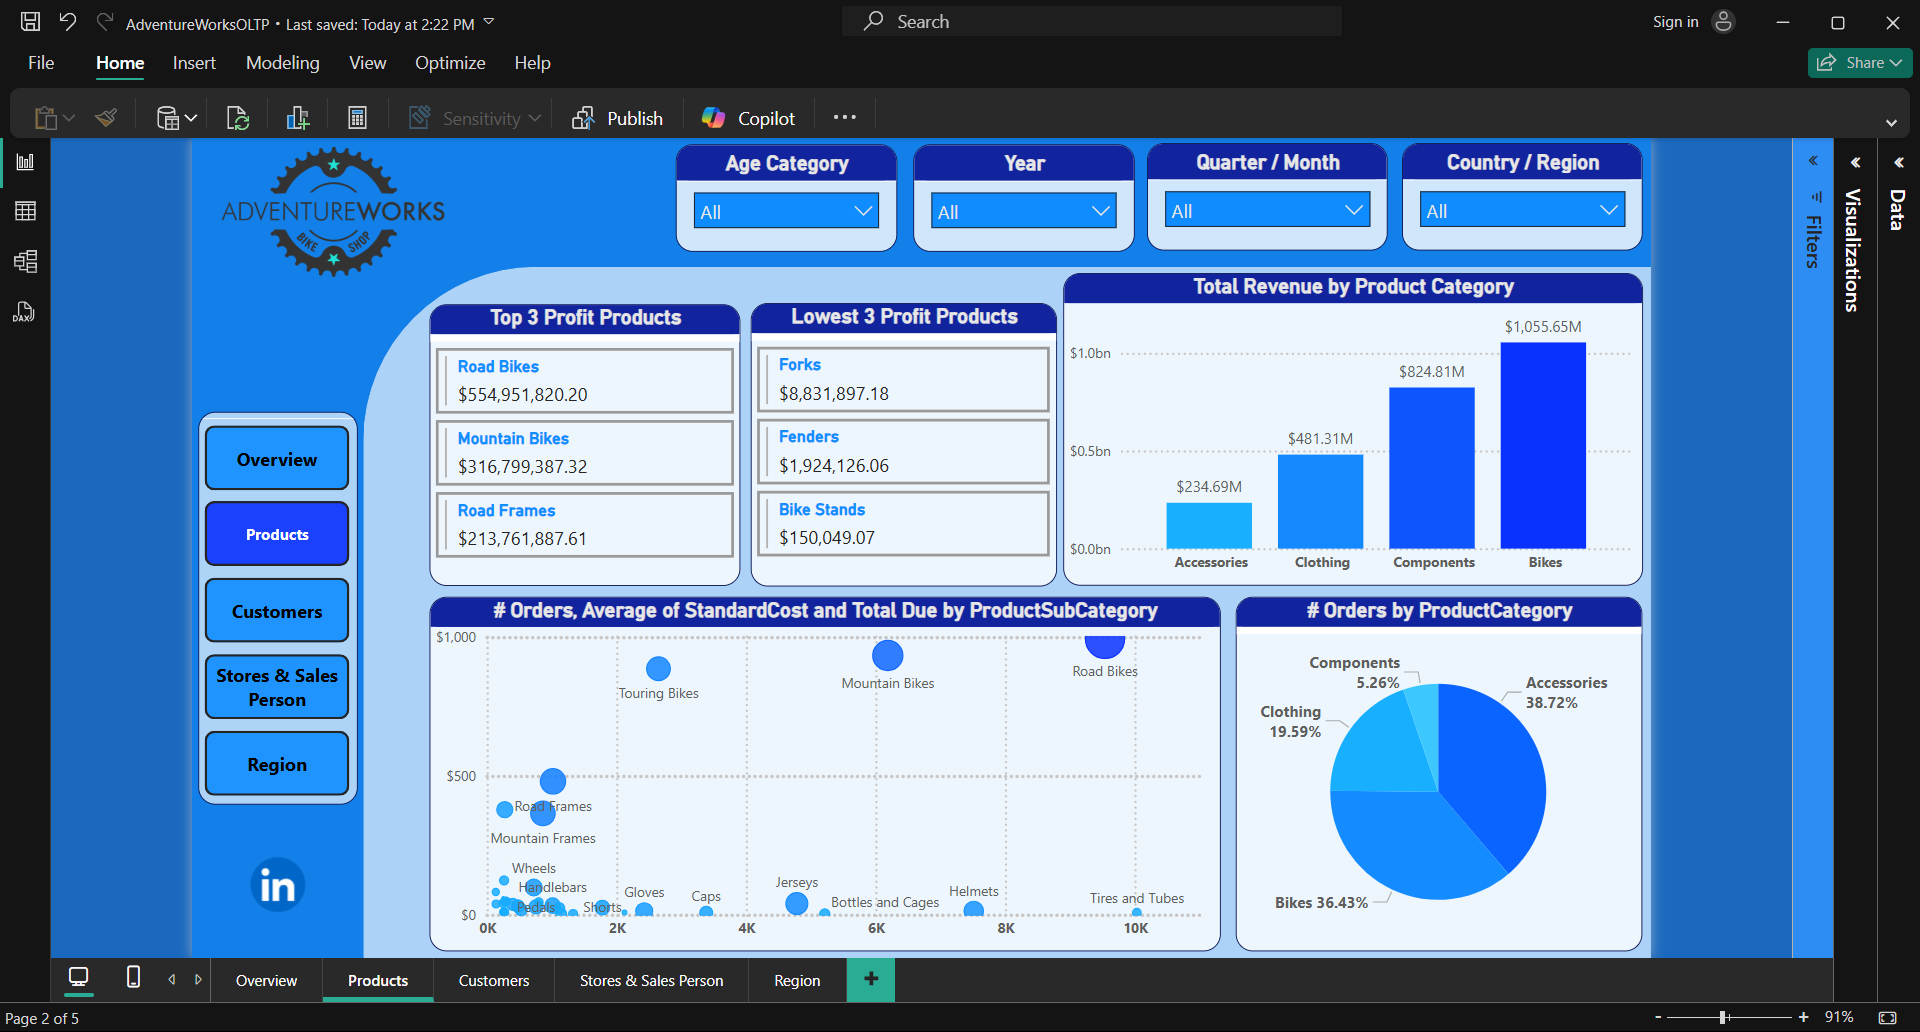 AdventureWorksOLTP • Last saved: Today at 2:22 PM
Search
Sign in
File
Home
Insert
Modeling
View
Optimize
Help
Share
Sensitivity
Publish
Copilot
DAX
ADVENTUREWORKS
BIKE SHOP
Age Category
All
Year
All
Quarter / Month
All
Country / Region
All
Filters
Visualizations
Data
Overview
Products
Customers
Stores & Sales
Person
Region
in
Top 3 Profit Products
Road Bikes
$554,951,820.20
Mountain Bikes
$316,799,387.32
Road Frames
$213,761,887.61
Lowest 3 Profit Products
Forks
$8,831,897.18
Fenders
$1,924,126.06
Bike Stands
$150,049.07
Total Revenue by Product Category
$1.0bn
$0.5bn
$0.0bn
$234.69M
$481.31M
$824.81M
$1,055.65M
Accessories
Clothing
Components
Bikes
# Orders, Average of StandardCost and Total Due by ProductSubCategory
$1,000
$500
$0
Touring Bikes
Mountain Bikes
Road Bikes
Road Frames
Mountain Frames
Wheels
Handlebars
Pedals
Shorts
Gloves
Caps
Jerseys
Bottles and Cages
Helmets
Tires and Tubes
0K
2K
4K
6K
8K
10K
# Orders by ProductCategory
Components
5.26%
Accessories
38.72%
Clothing
19.59%
Bikes 36.43%
Overview
Products
Customers
Stores & Sales Person
Region
Page 2 of 5
91%